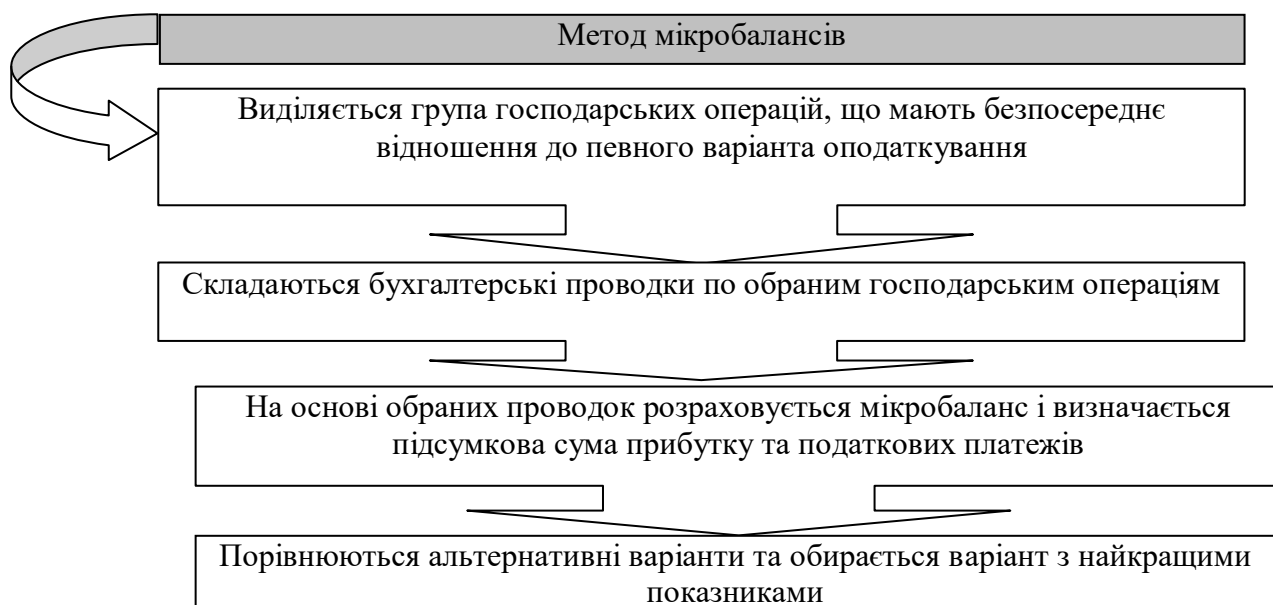 Метод мікробалансів
Виділяється група господарських операцій, що мають безпосереднє
відношення до певного варіанта оподаткування
Складаються бухгалтерські проводки по обраним господарським операціям
На основі обраних проводок розраховується мікробаланс і визначається
підсумкова сума прибутку та податкових платежів
Порівнюються альтернативні варіанти та обирається варіант з найкращими
показниками